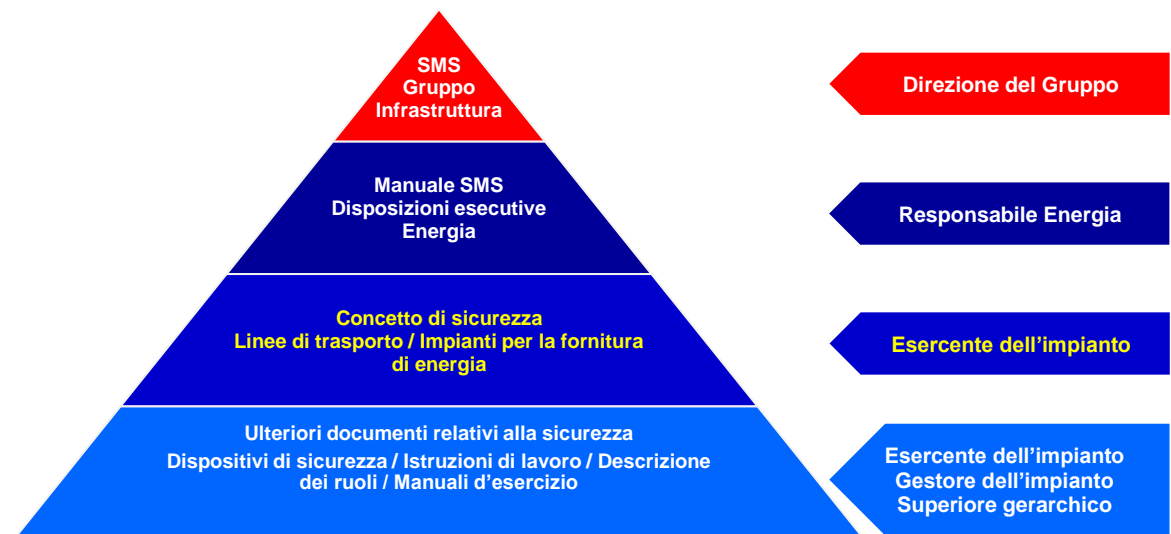 SMS
Gruppo
Infrastruttura
Direzione del Gruppo
Manuale SMS
Disposizioni esecutive
Energia
Responsabile Energia
Concetto di sicurezza
Linee di trasporto / Impianti per la fornitura
di energia
Esercente dell’impianto
Ulteriori documenti relativi alla sicurezza
Dispositivi di sicurezza / Istruzioni di lavoro / Descrizione
dei ruoli / Manuali d’esercizio
Esercente dell’impianto
Gestore dell’impianto
Superiore gerarchico